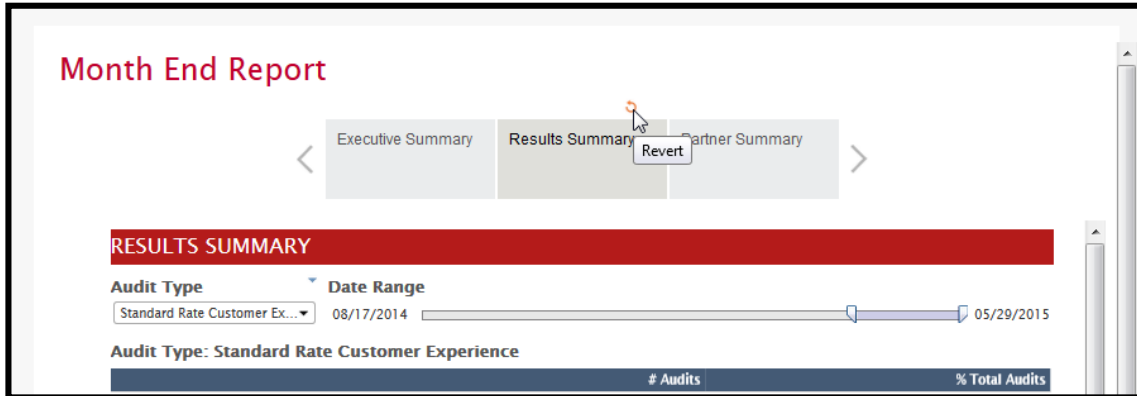 Month End Report
Executive Summary
Results Summary
Partner Summary
Revert
RESULTS SUMMARY
Audit Type
Date Range
Standard Rate Customer Ex...
08/17/2014
05/29/2015
Audit Type: Standard Rate Customer Experience
# Audits
% Total Audits